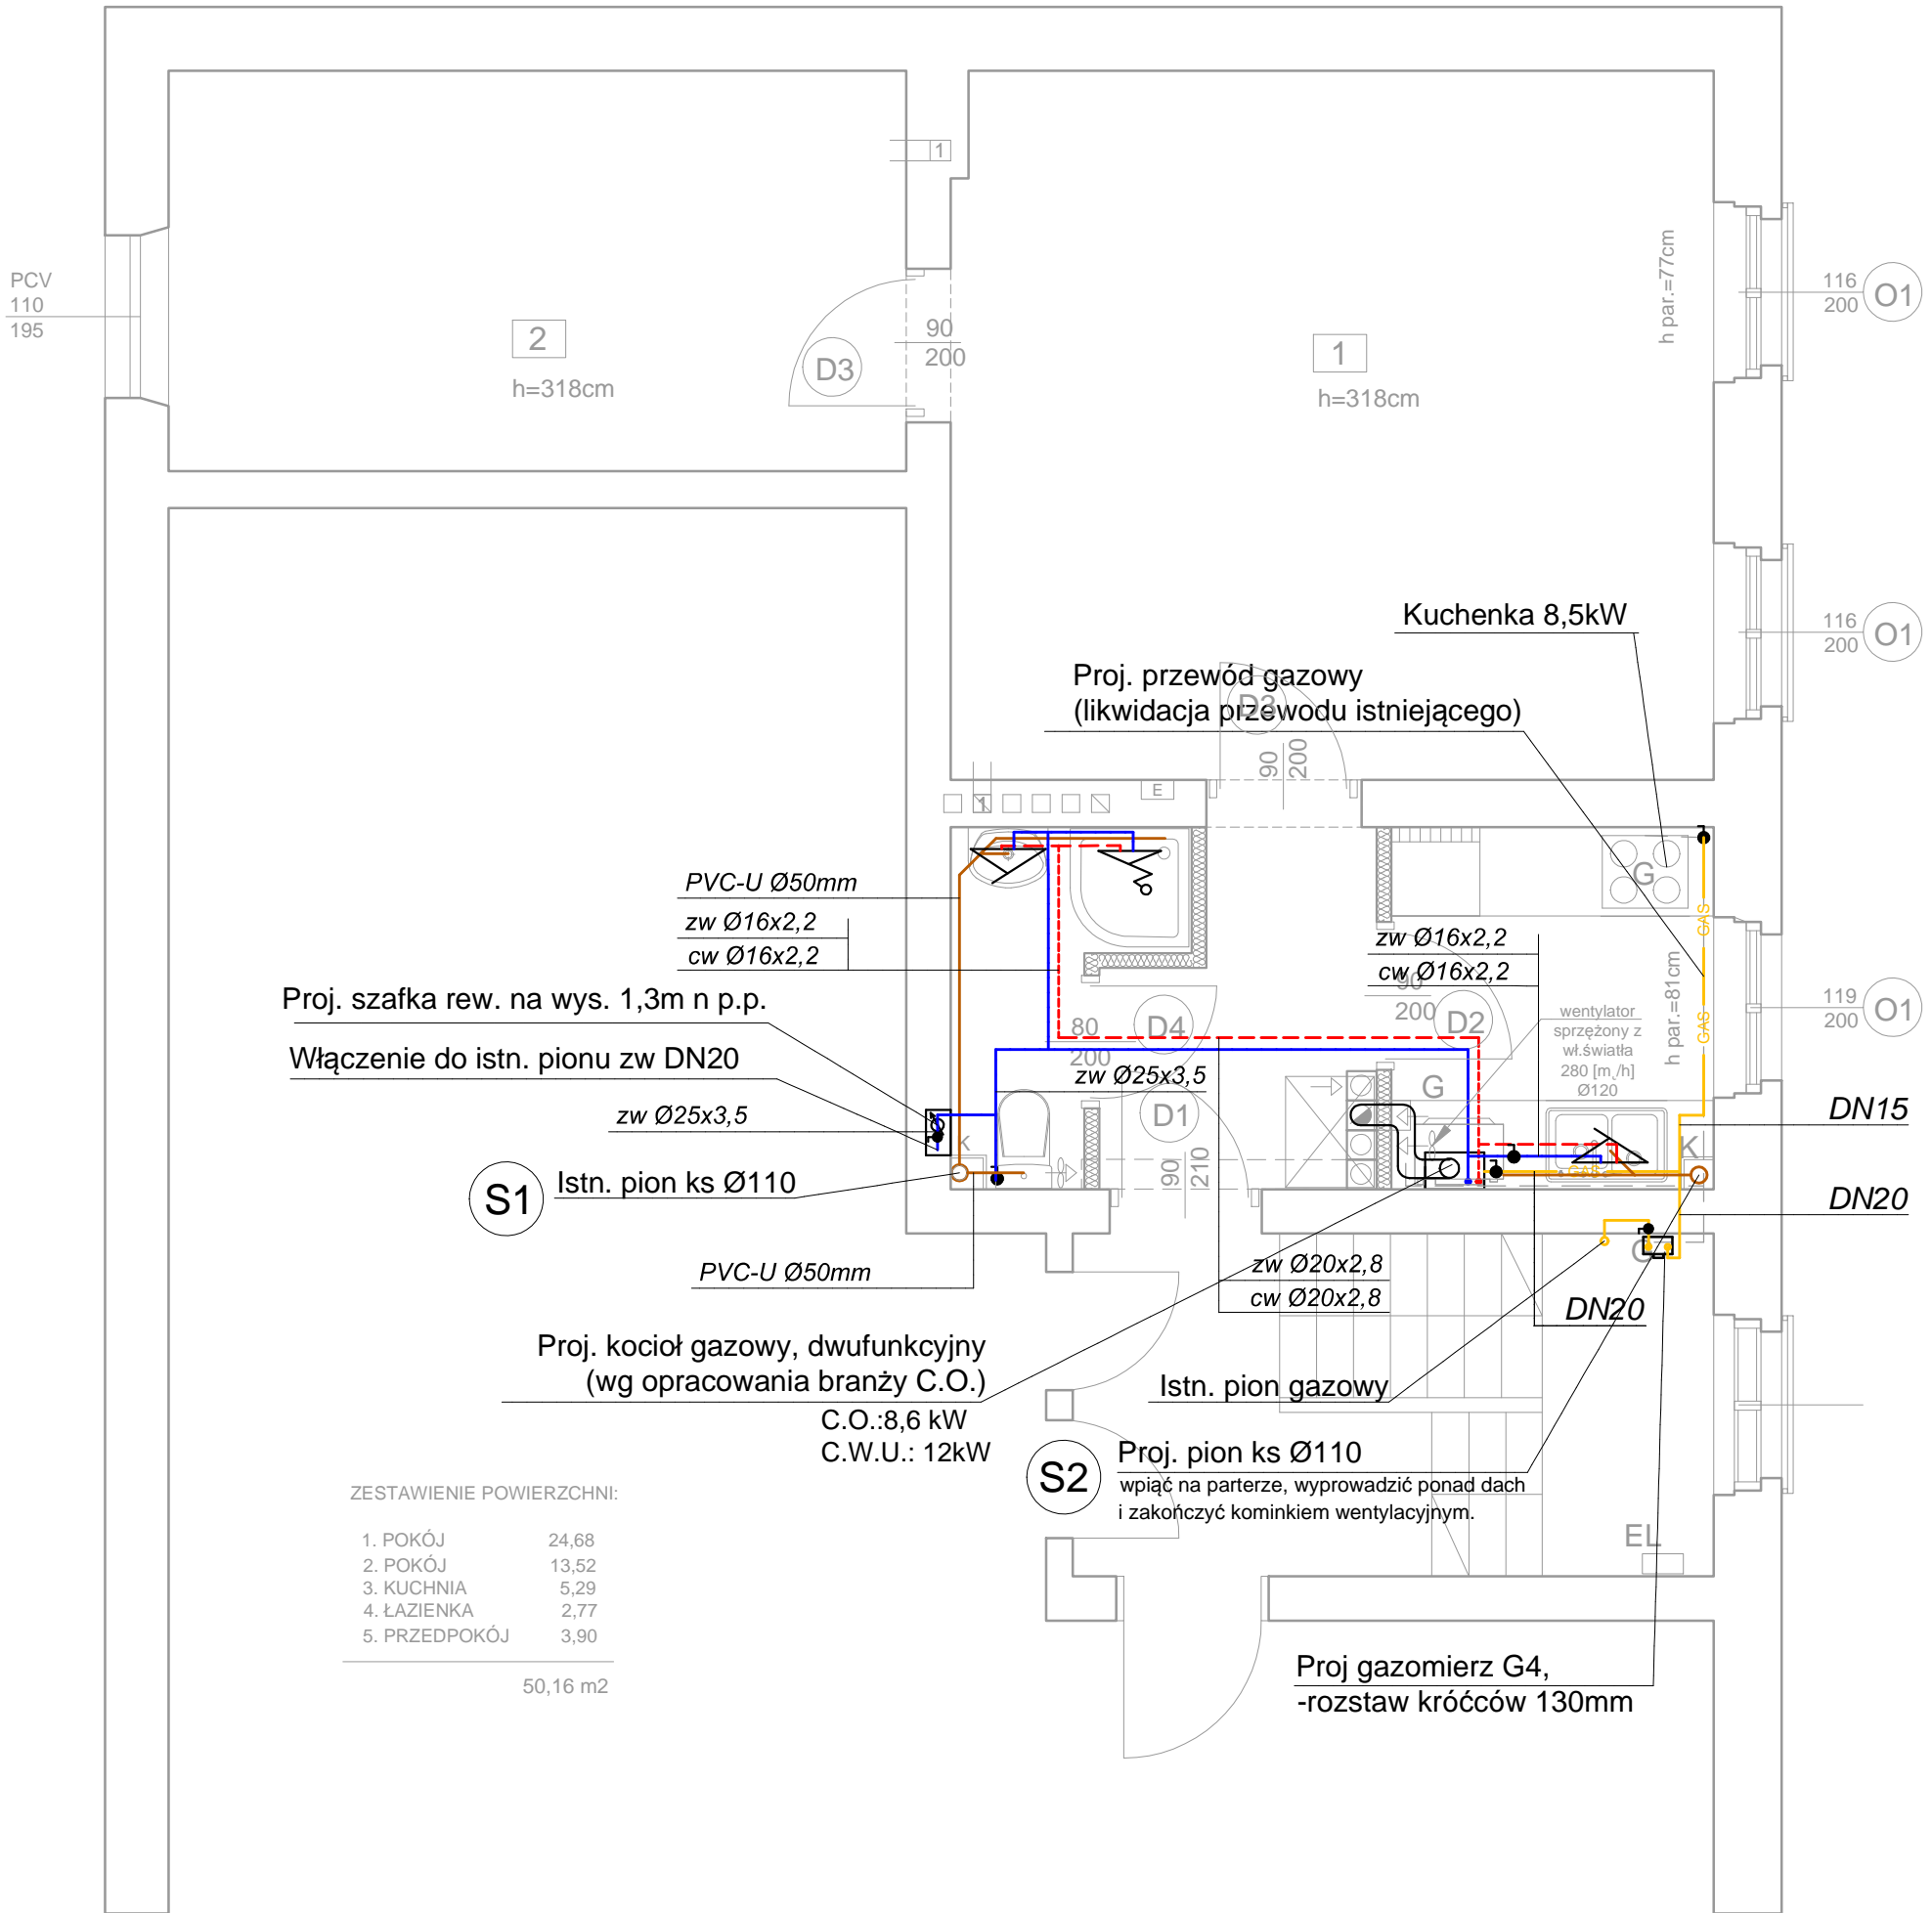 1
PCV
110
195
2
h=318cm
D3
90
200
1
h=318cm
h par.=77cm
116
200
O1
Kuchenka 8,5kW
116
200
O1
Proj. przewód gazowy
(likwidacja przewodu istniejącego)
D3
90
200
E
1
G
GAS
PVC-U Ø50mm
zw Ø16x2,2
cw Ø16x2,2
zw Ø16x2,2
cw Ø16x2,2
90
200
D2
Proj. szafka rew. na wys. 1,3m n p.p.
80
200
D4
wentylator
sprzężony z
wł.światła
280 [m /h]
Ø120
h par.=81cm
GAS
119
200
O1
Włączenie do istn. pionu zw DN20
zw Ø25x3,5
G
zw Ø25x3,5
D1
DN15
K
K
S1
Istn. pion ks Ø110
90
210
GAS
DN20
PVC-U Ø50mm
zw Ø20x2,8
cw Ø20x2,8
G
DN20
Proj. kocioł gazowy, dwufunkcyjny
(wg opracowania branży C.O.)
C.O.:8,6 kW
C.W.U.: 12kW
Istn. pion gazowy
S2
Proj. pion ks Ø110
wpiąć na parterze, wyprowadzić ponad dach
i zakończyć kominkiem wentylacyjnym.
EL
ZESTAWIENIE POWIERZCHNI:
1. POKÓJ 24,68
2. POKÓJ 13,52
3. KUCHNIA 5,29
4. ŁAZIENKA 2,77
5. PRZEDPOKÓJ 3,90
50,16 m2
Proj gazomierz G4,
-rozstaw króćców 130mm